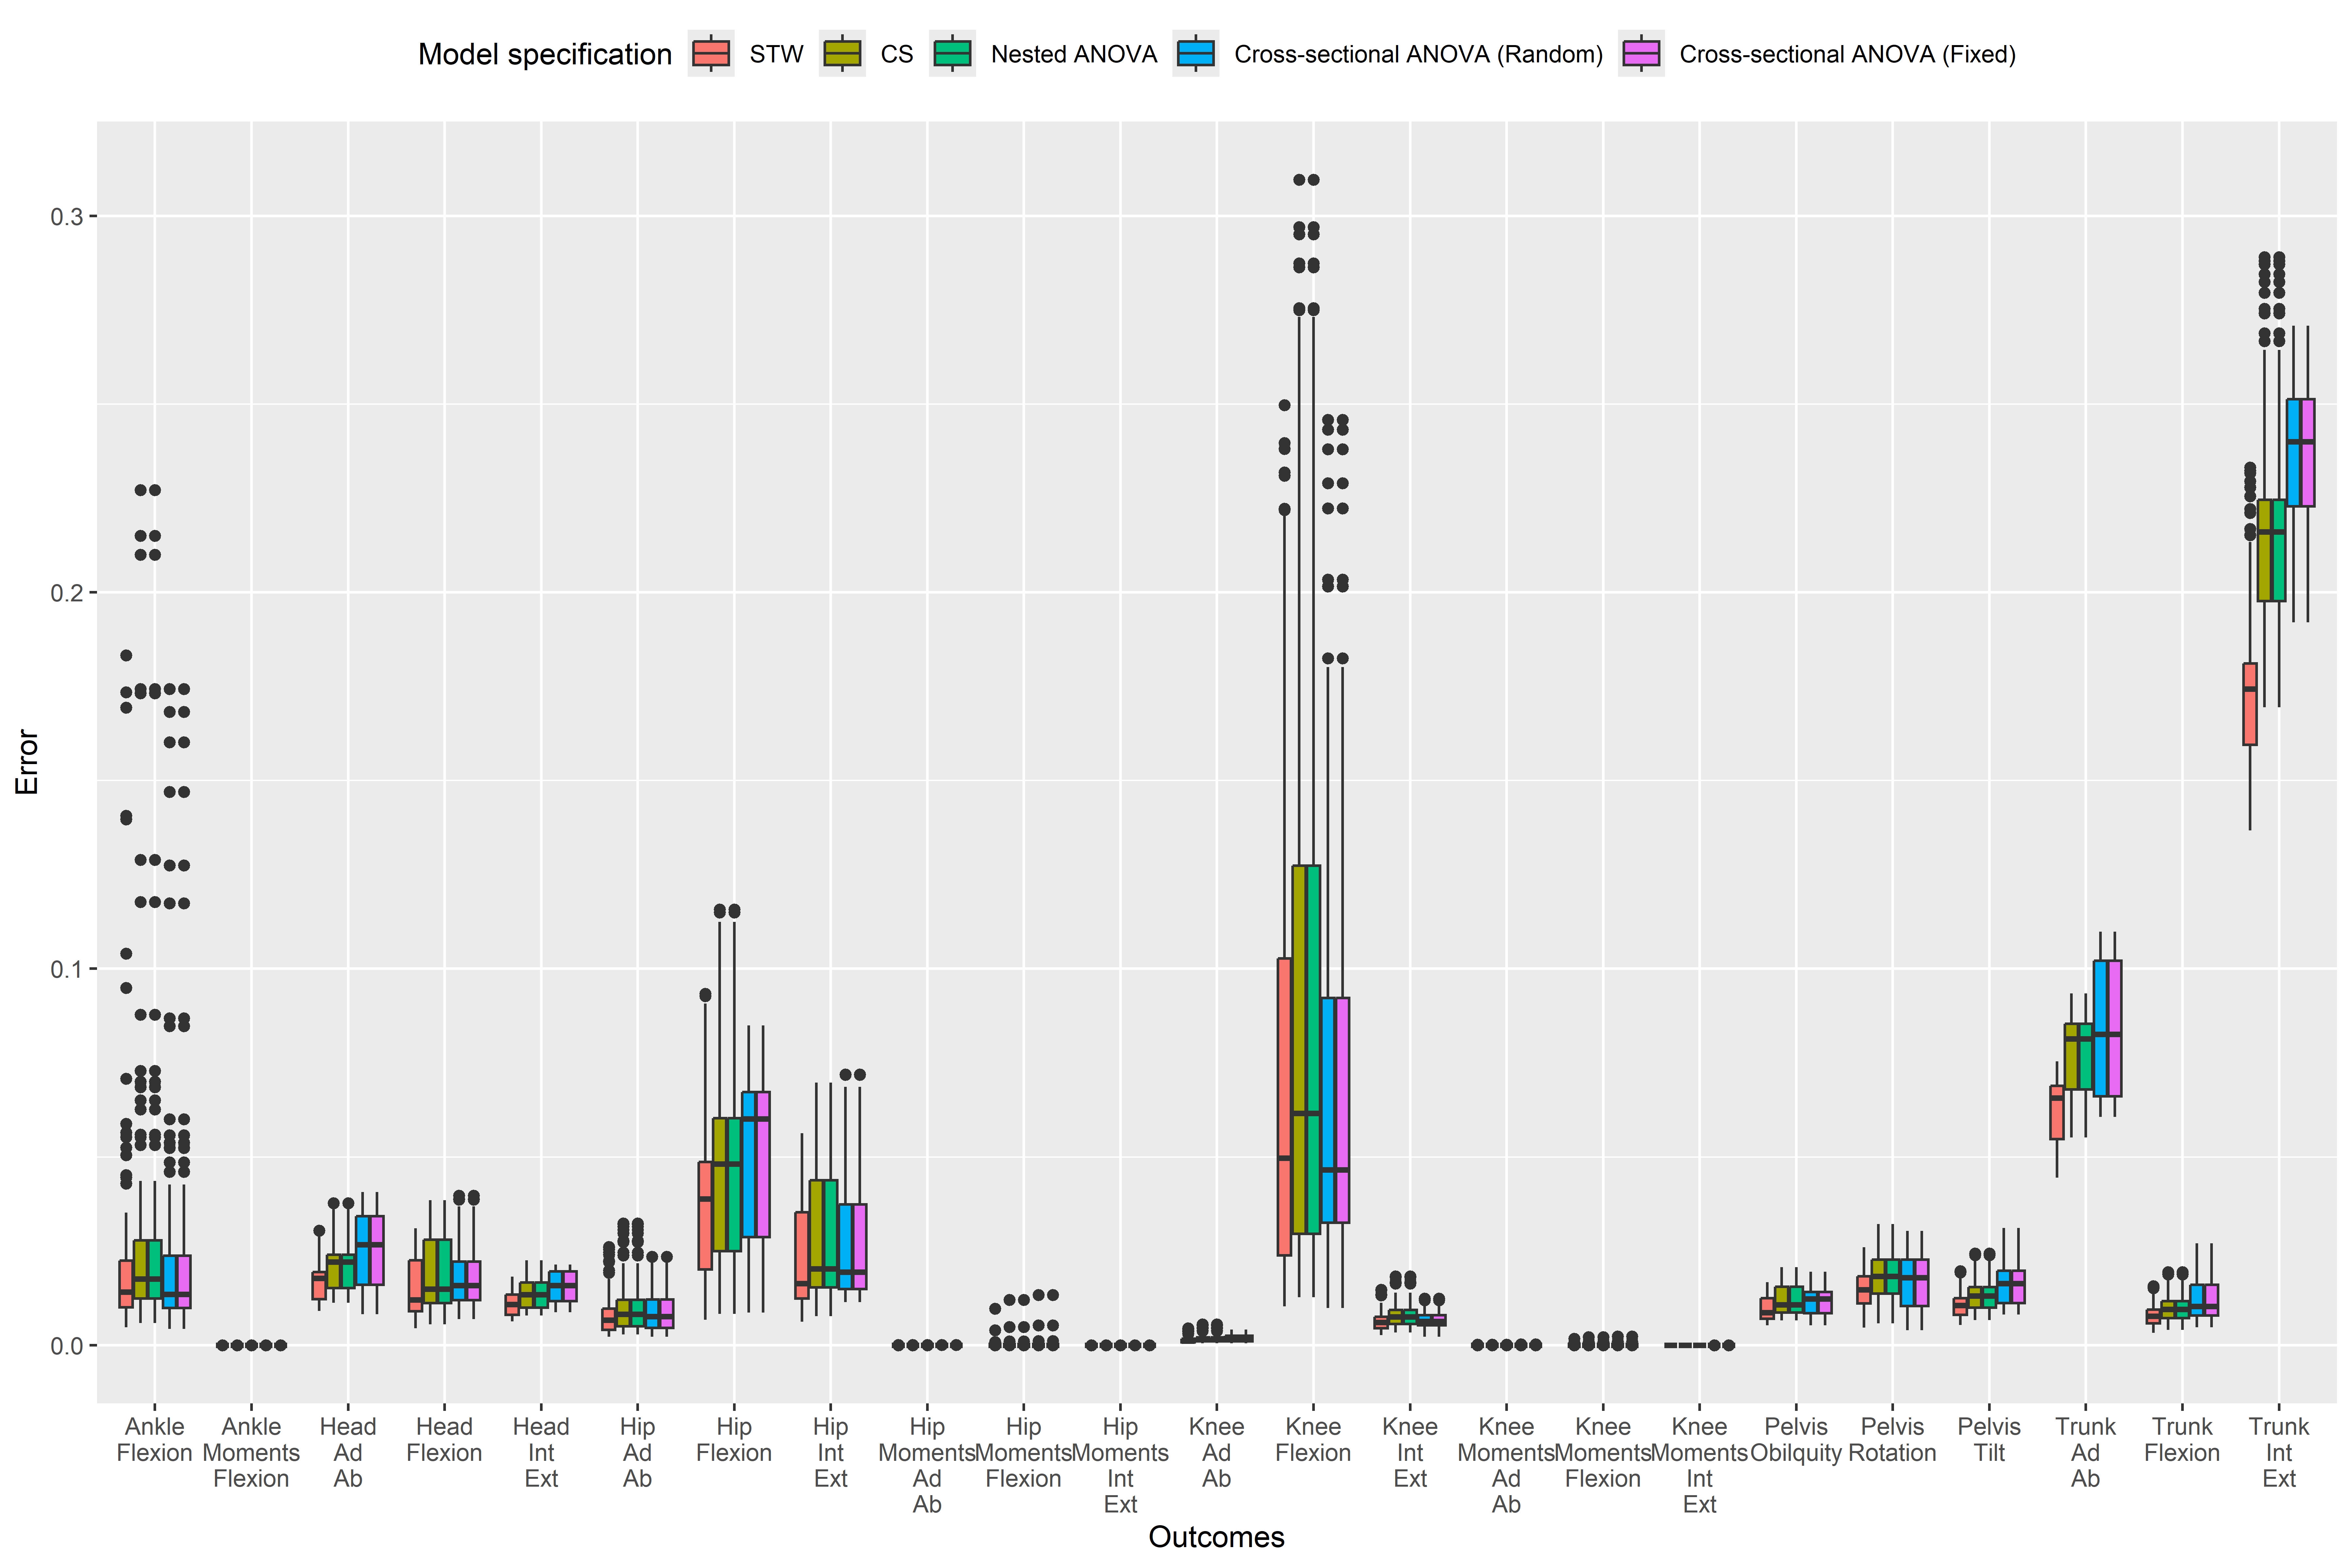 Model specification STW CS Nested ANOVA Cross-sectional ANOVA (Random) Cross-sectional ANOVA (Fixed)
Error
0.3
0.2
0.1
0.0
Ankle
Flexion
Ankle
Moments
Flexion
Head
Ad
Ab
Head
Flexion
Head
Int
Ext
Hip
Ad
Ab
Hip
Flexion
Hip
Int
Ext
Hip
Moments
Ad
Ab
Hip
Moments
Flexion
Hip
Moments
Int
Ext
Knee
Ad
Ab
Knee
Flexion
Knee
Int
Ext
Knee
Moments
Ad
Ab
Knee
Moments
Flexion
Knee
Moments
Int
Ext
Pelvis
Obilquity
Pelvis
Rotation
Pelvis
Tilt
Trunk
Ad
Ab
Trunk
Flexion
Trunk
Int
Ext
Outcomes